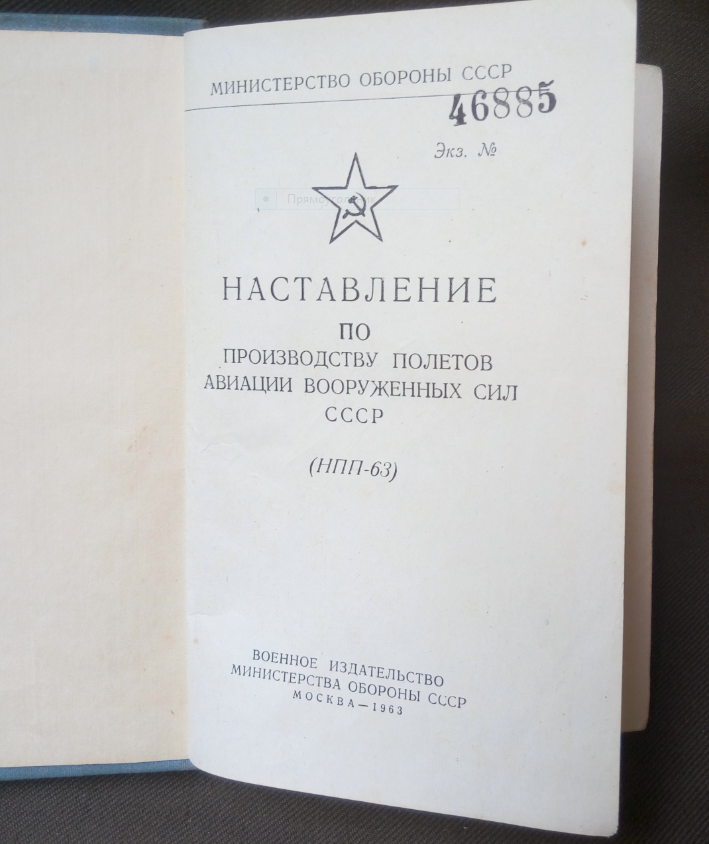 МИНИСТЕРСТВО ОБОРОНЫ СССР
46885
Экз. №
НАСТАВЛЕНИЕ
ПО
ПРОИЗВОДСТВУ ПОЛЕТОВ
АВИАЦИИ ВООРУЖЕННЫХ СИЛ
СССР
(НПП-63)
ВОЕННОЕ ИЗДАТЕЛЬСТВО
МИНИСТЕРСТВА ОБОРОНЫ СССР
МОСКВА—1963